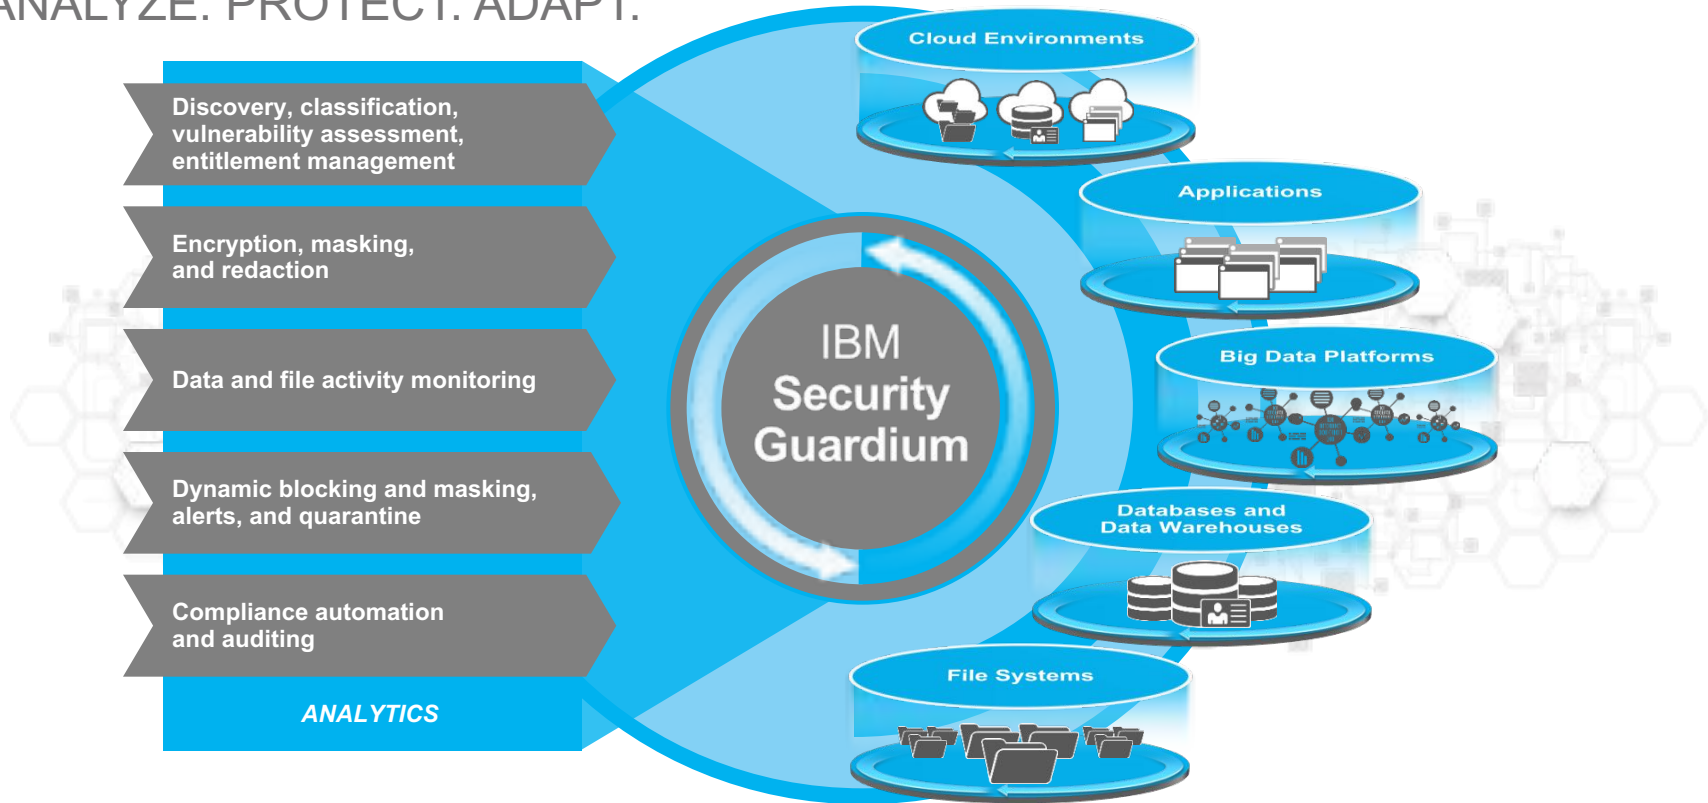 ANALYZE. PROTECT. ADAPT.
Discovery, classification,
vulnerability assessment,
entitlement management
Encryption, masking,
and redaction
Data and file activity monitoring
Dynamic blocking and masking,
alerts, and quarantine
Compliance automation
and auditing
ANALYTICS
IBM
Security
Guardium
Cloud Environments
Applications
Big Data Platforms
Databases and
Data Warehouses
File Systems